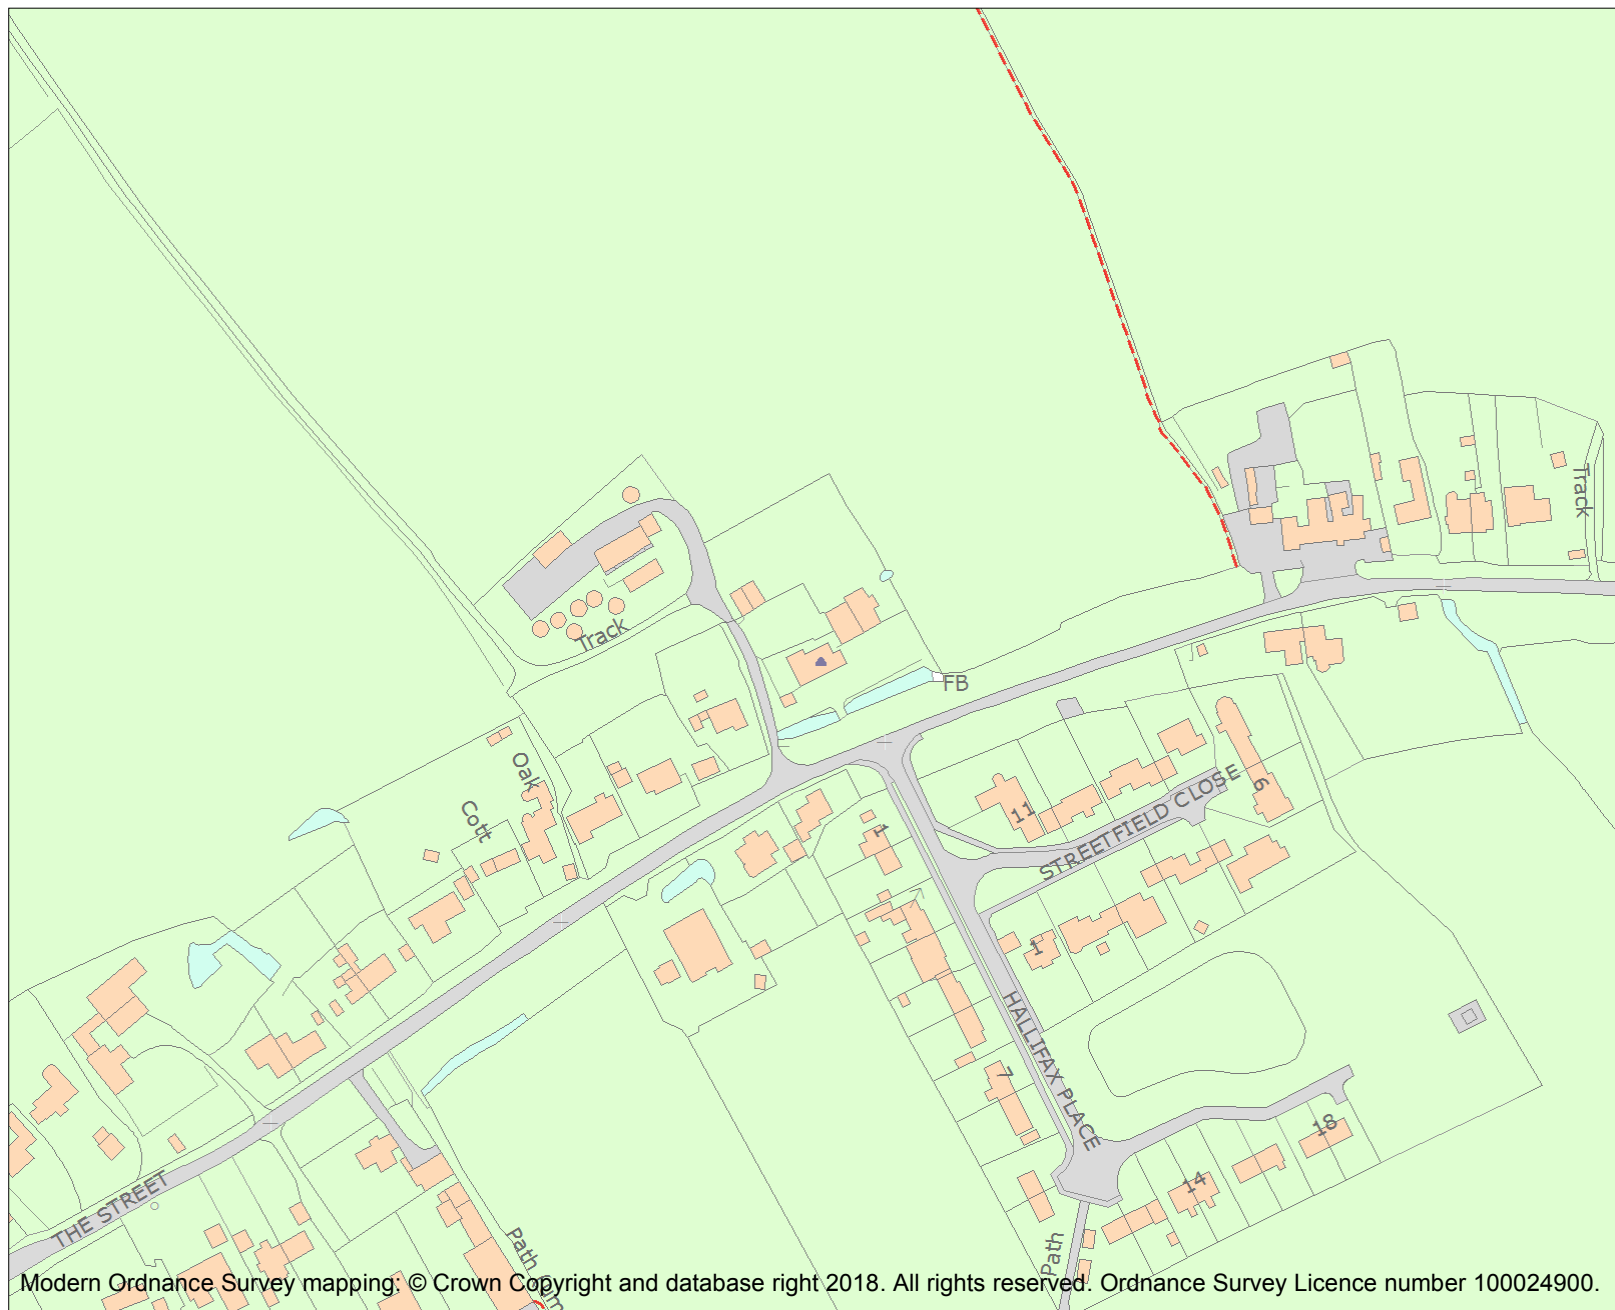 Track
Track
FB
Oak
Cott
11
6
STREETFIELD CLOSE
1
1
HALLIFAX PLACE
7
18
14
THE STREET
Path
Path
Modern Ordnance Survey mapping: © Crown Copyright and database right 2018. All rights reserved. Ordnance Survey Licence number 100024900.